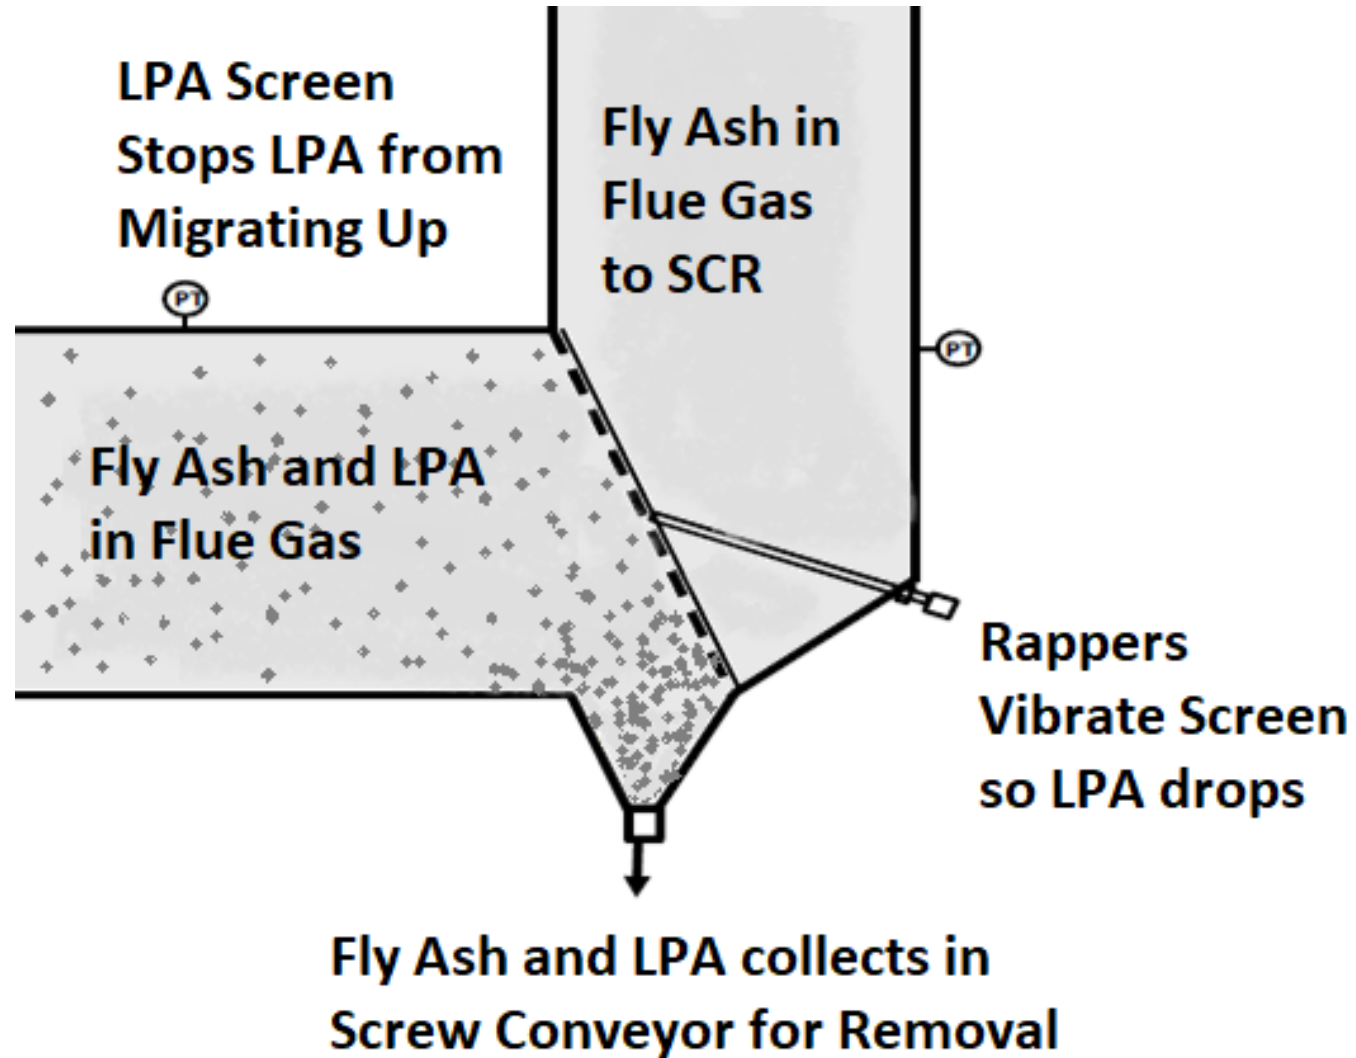 LPA Screen
Stops LPA from
Migrating Up
Fly Ash in
Flue Gas
to SCR
PT
PT
Fly Ash and LPA
in Flue Gas
Rappers
Vibrate Screen
so LPA drops
Fly Ash and LPA collects in
Screw Conveyor for Removal